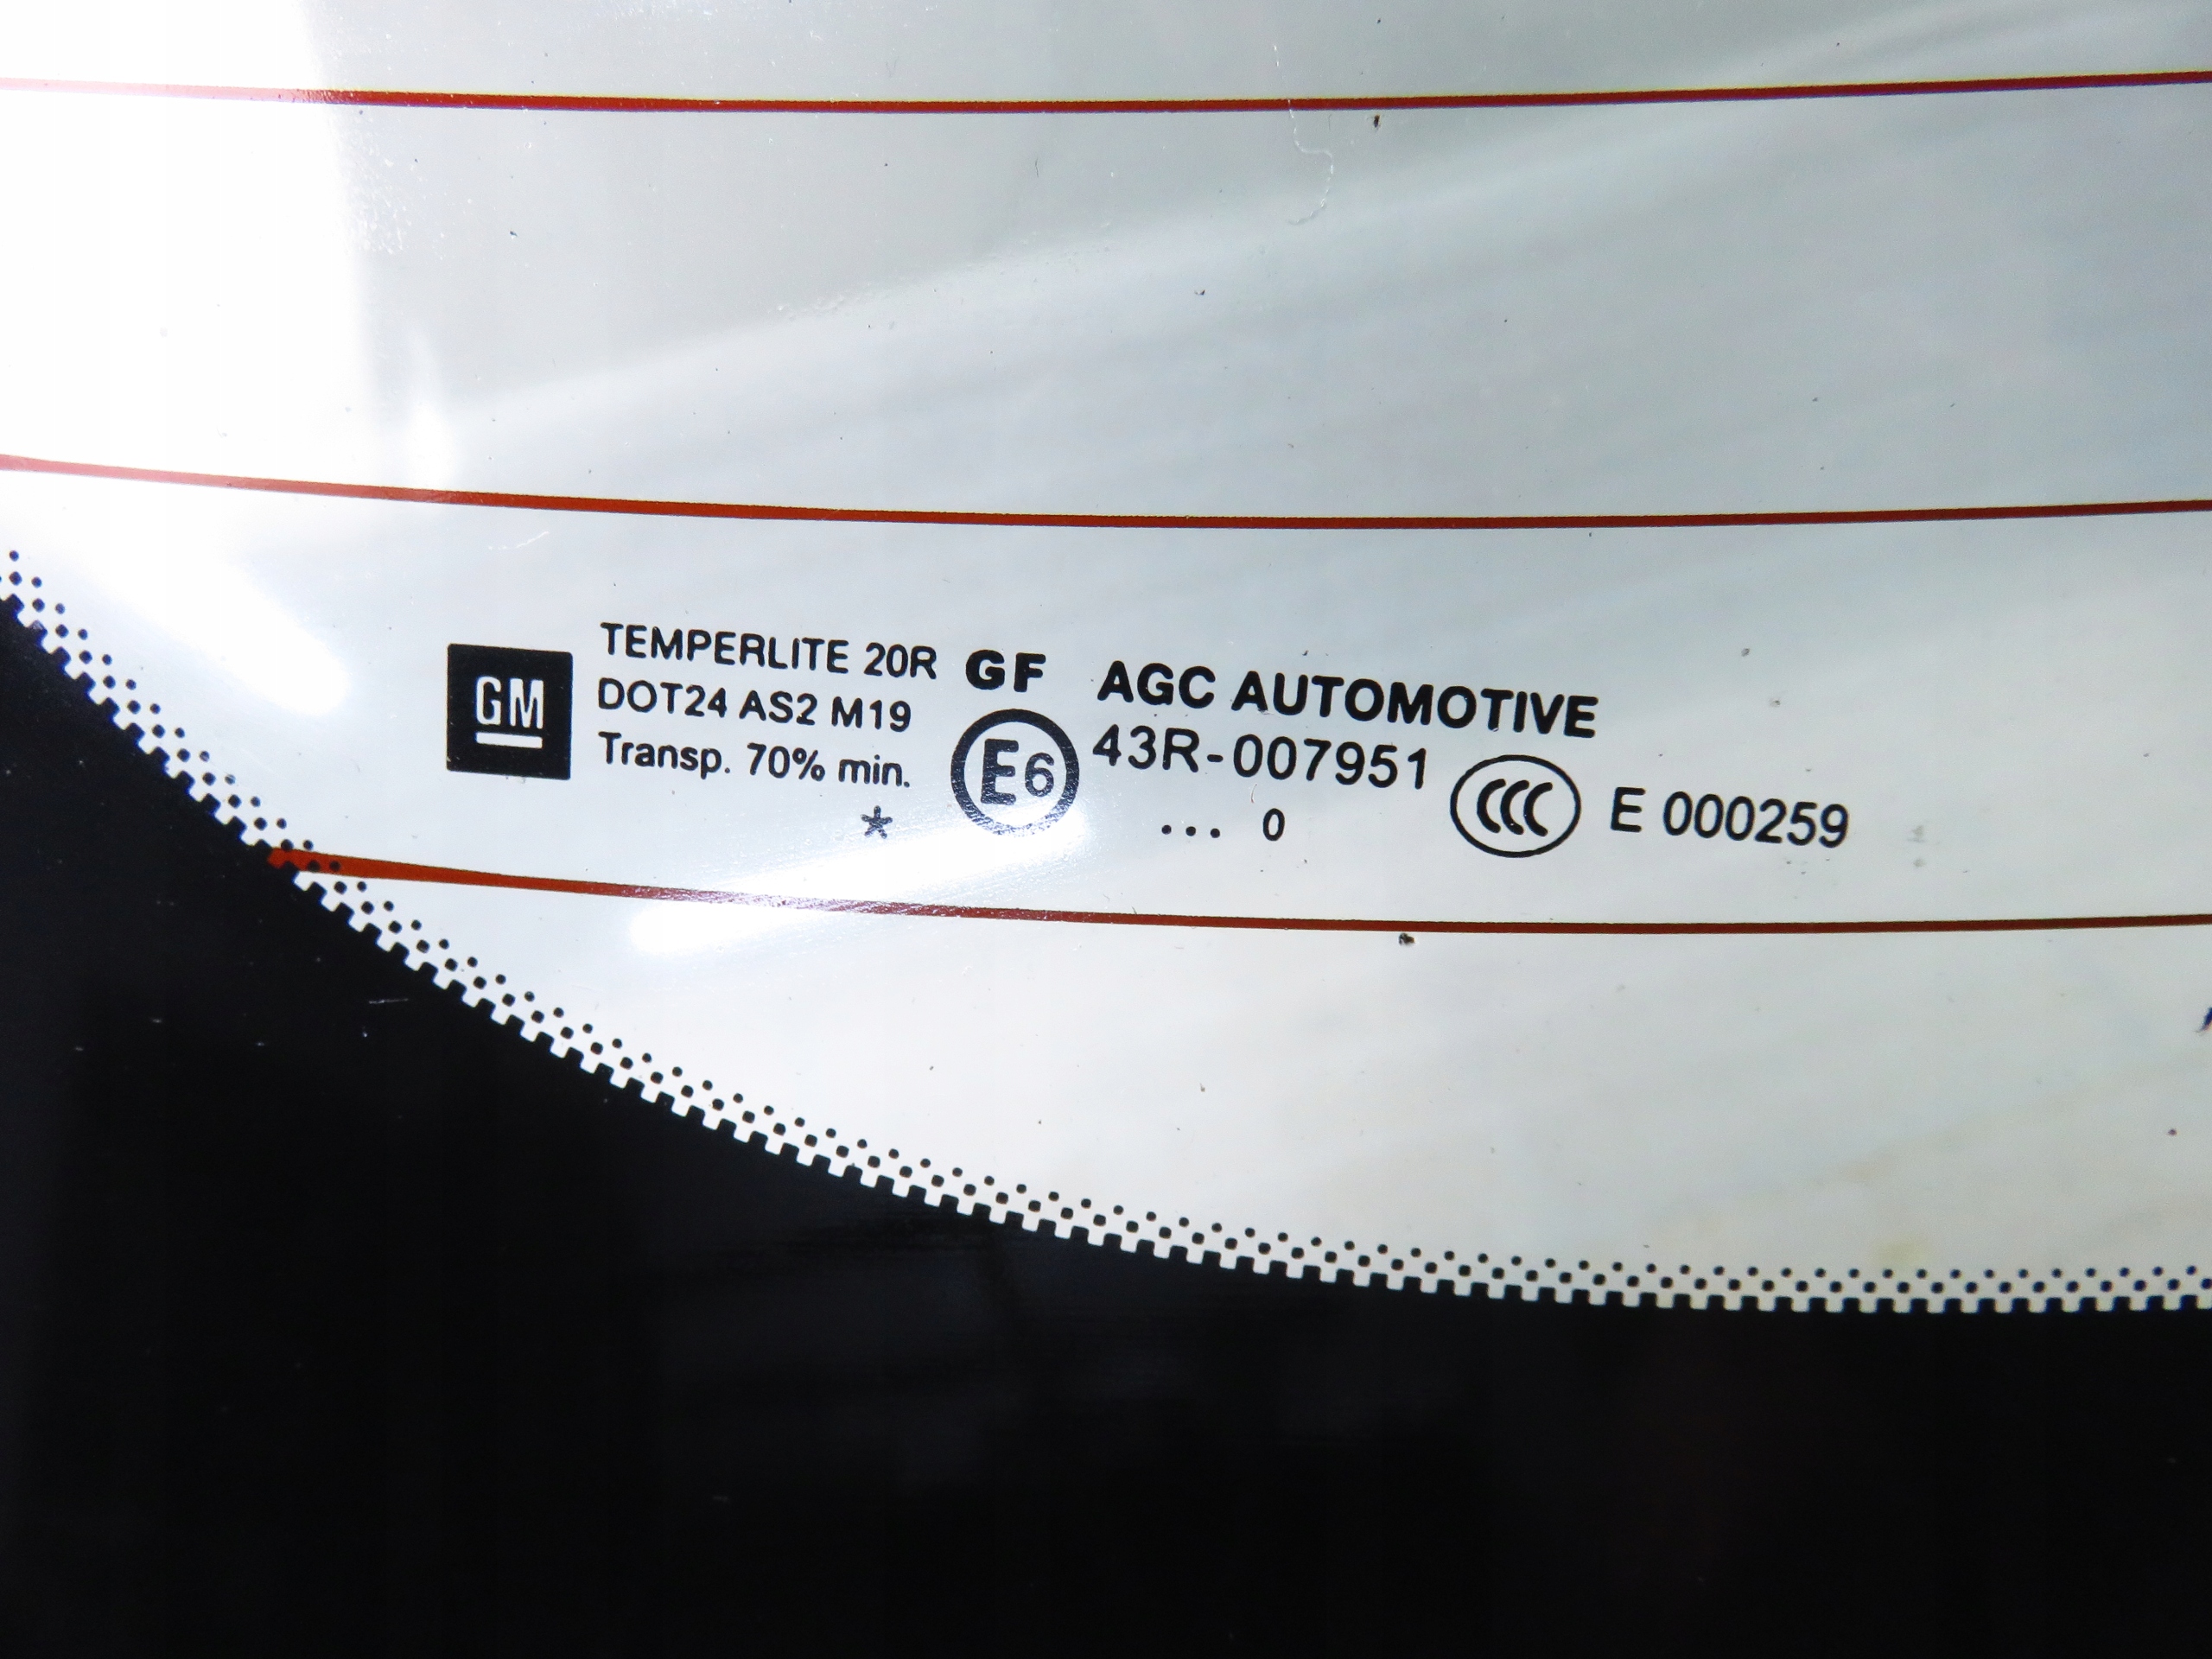 GM
TEMPERLITE 20R
DOT24 AS2 M19
Transp. 70% min.
*
GF
E6
AGC AUTOMOTIVE
43R-007951
... 0
CCC
E 000259